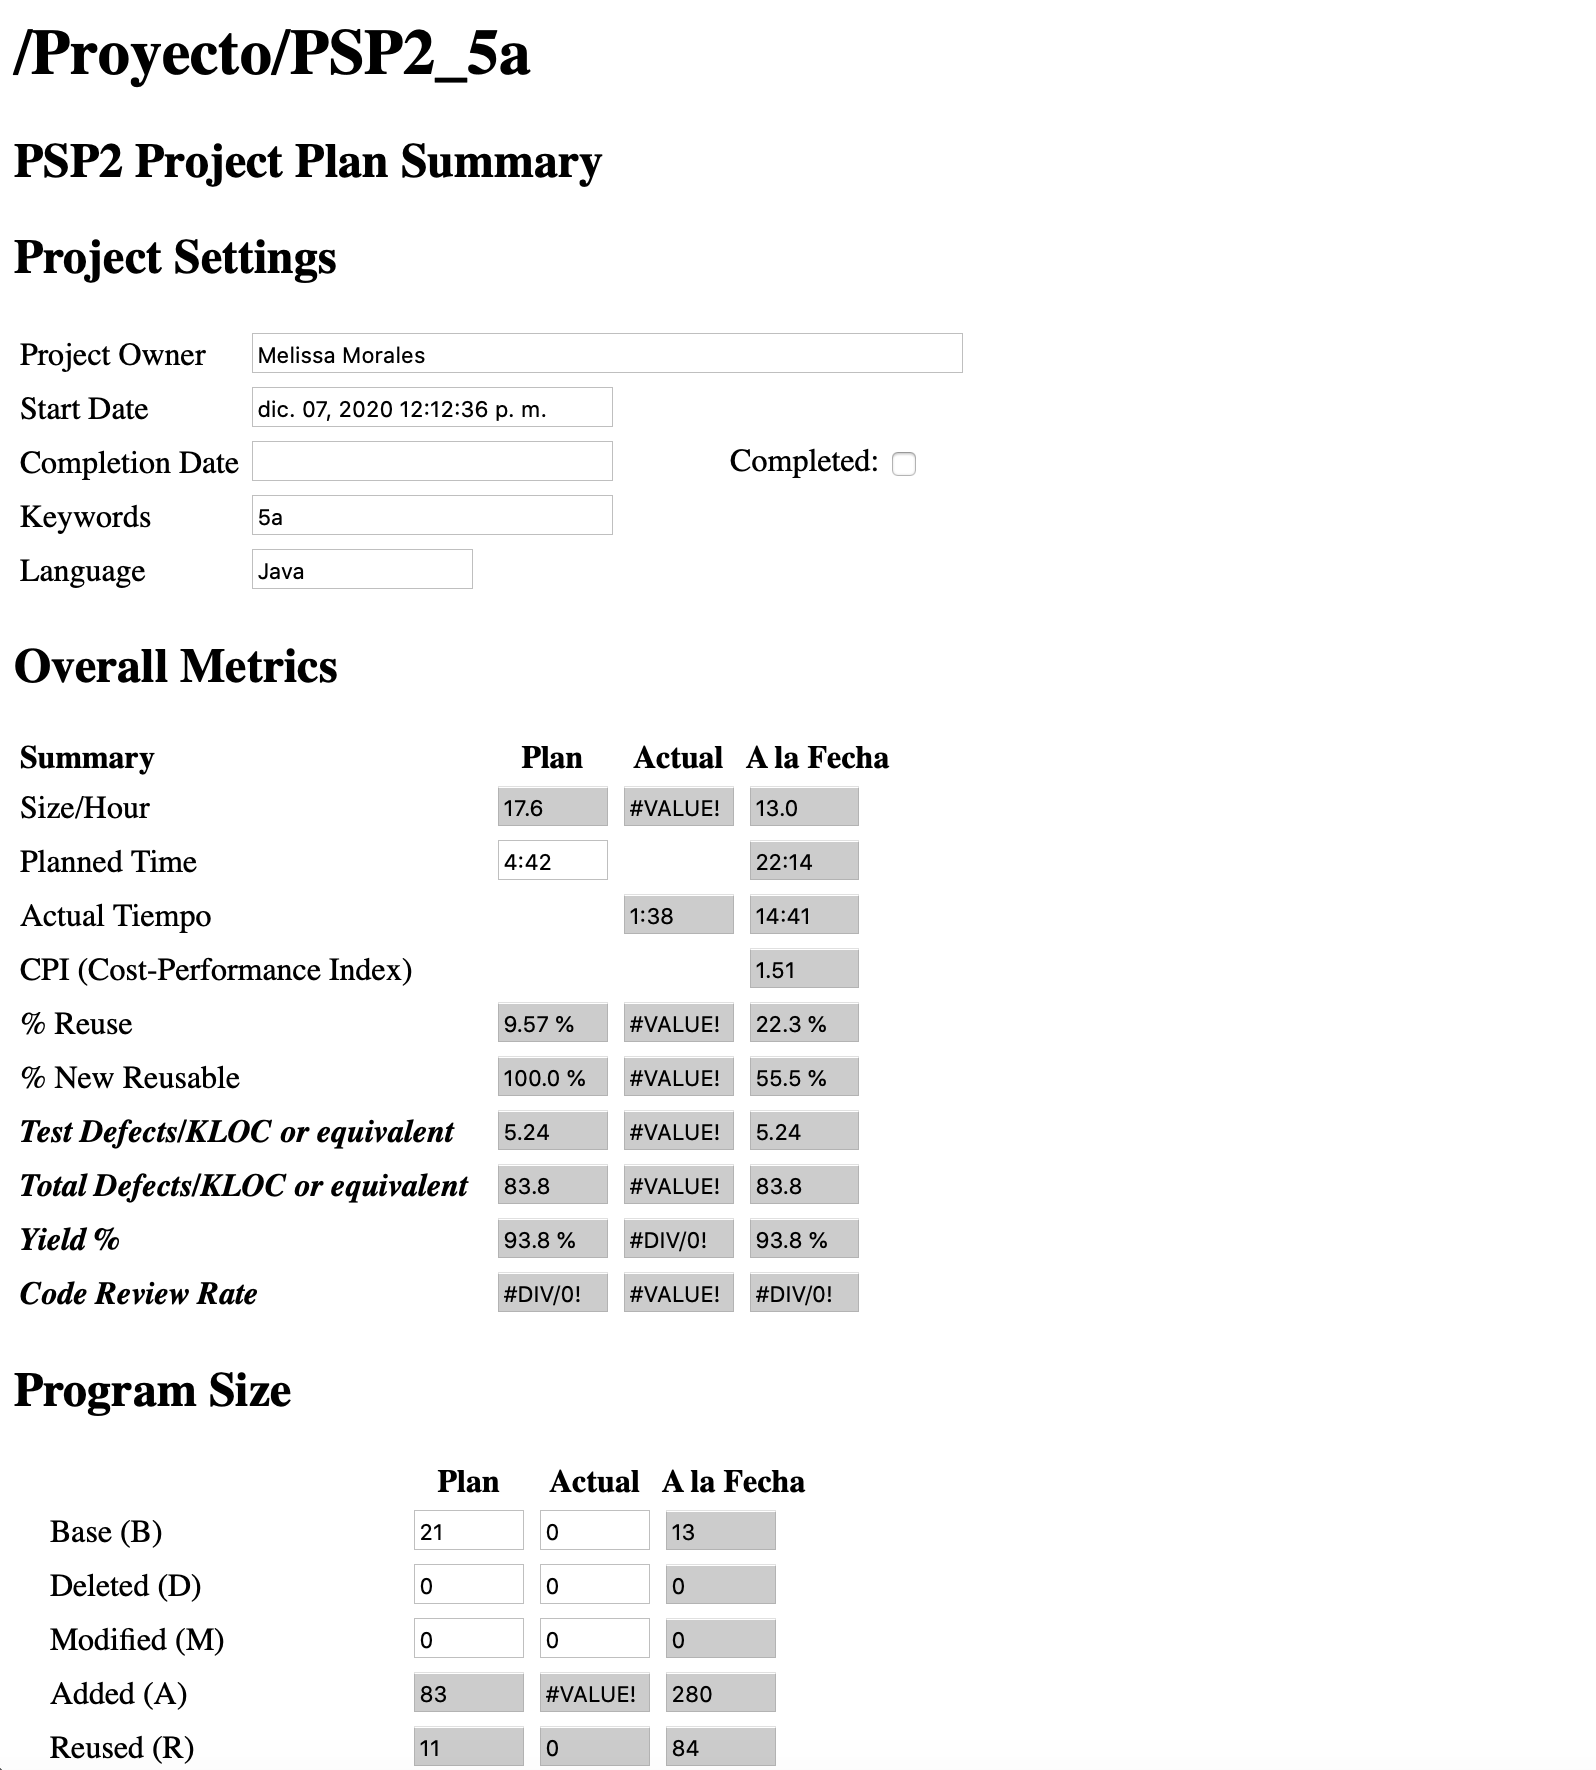 /Proyecto/PSP2_5a
PSP2 Project Plan Summary
Project Settings
Project Owner Melissa Morales
Start Date dic. 07, 2020 12:12:36 p. m.
Completion Date Completed:
Keywords 5a
Language Java
Overall Metrics
Summary Plan Actual A la Fecha
Size/Hour 17.6 #VALUE! 13.0
Planned Time 4:42 22:14
Actual Tiempo 1:38 14:41
CPI (Cost-Performance Index) 1.51
% Reuse 9.57 % #VALUE! 22.3 %
% New Reusable 100.0 % #VALUE! 55.5 %
Test Defects/KLOC or equivalent 5.24 #VALUE! 5.24
Total Defects/KLOC or equivalent 83.8 #VALUE! 83.8
Yield % 93.8 % #DIV/0! 93.8 %
Code Review Rate #DIV/0! #VALUE! #DIV/0!
Program Size
Plan Actual A la Fecha
Base (B) 21 0 13
Deleted (D) 0 0 0
Modified (M) 0 0 0
Added (A) 83 #VALUE! 280
Reused (R) 11 0 84